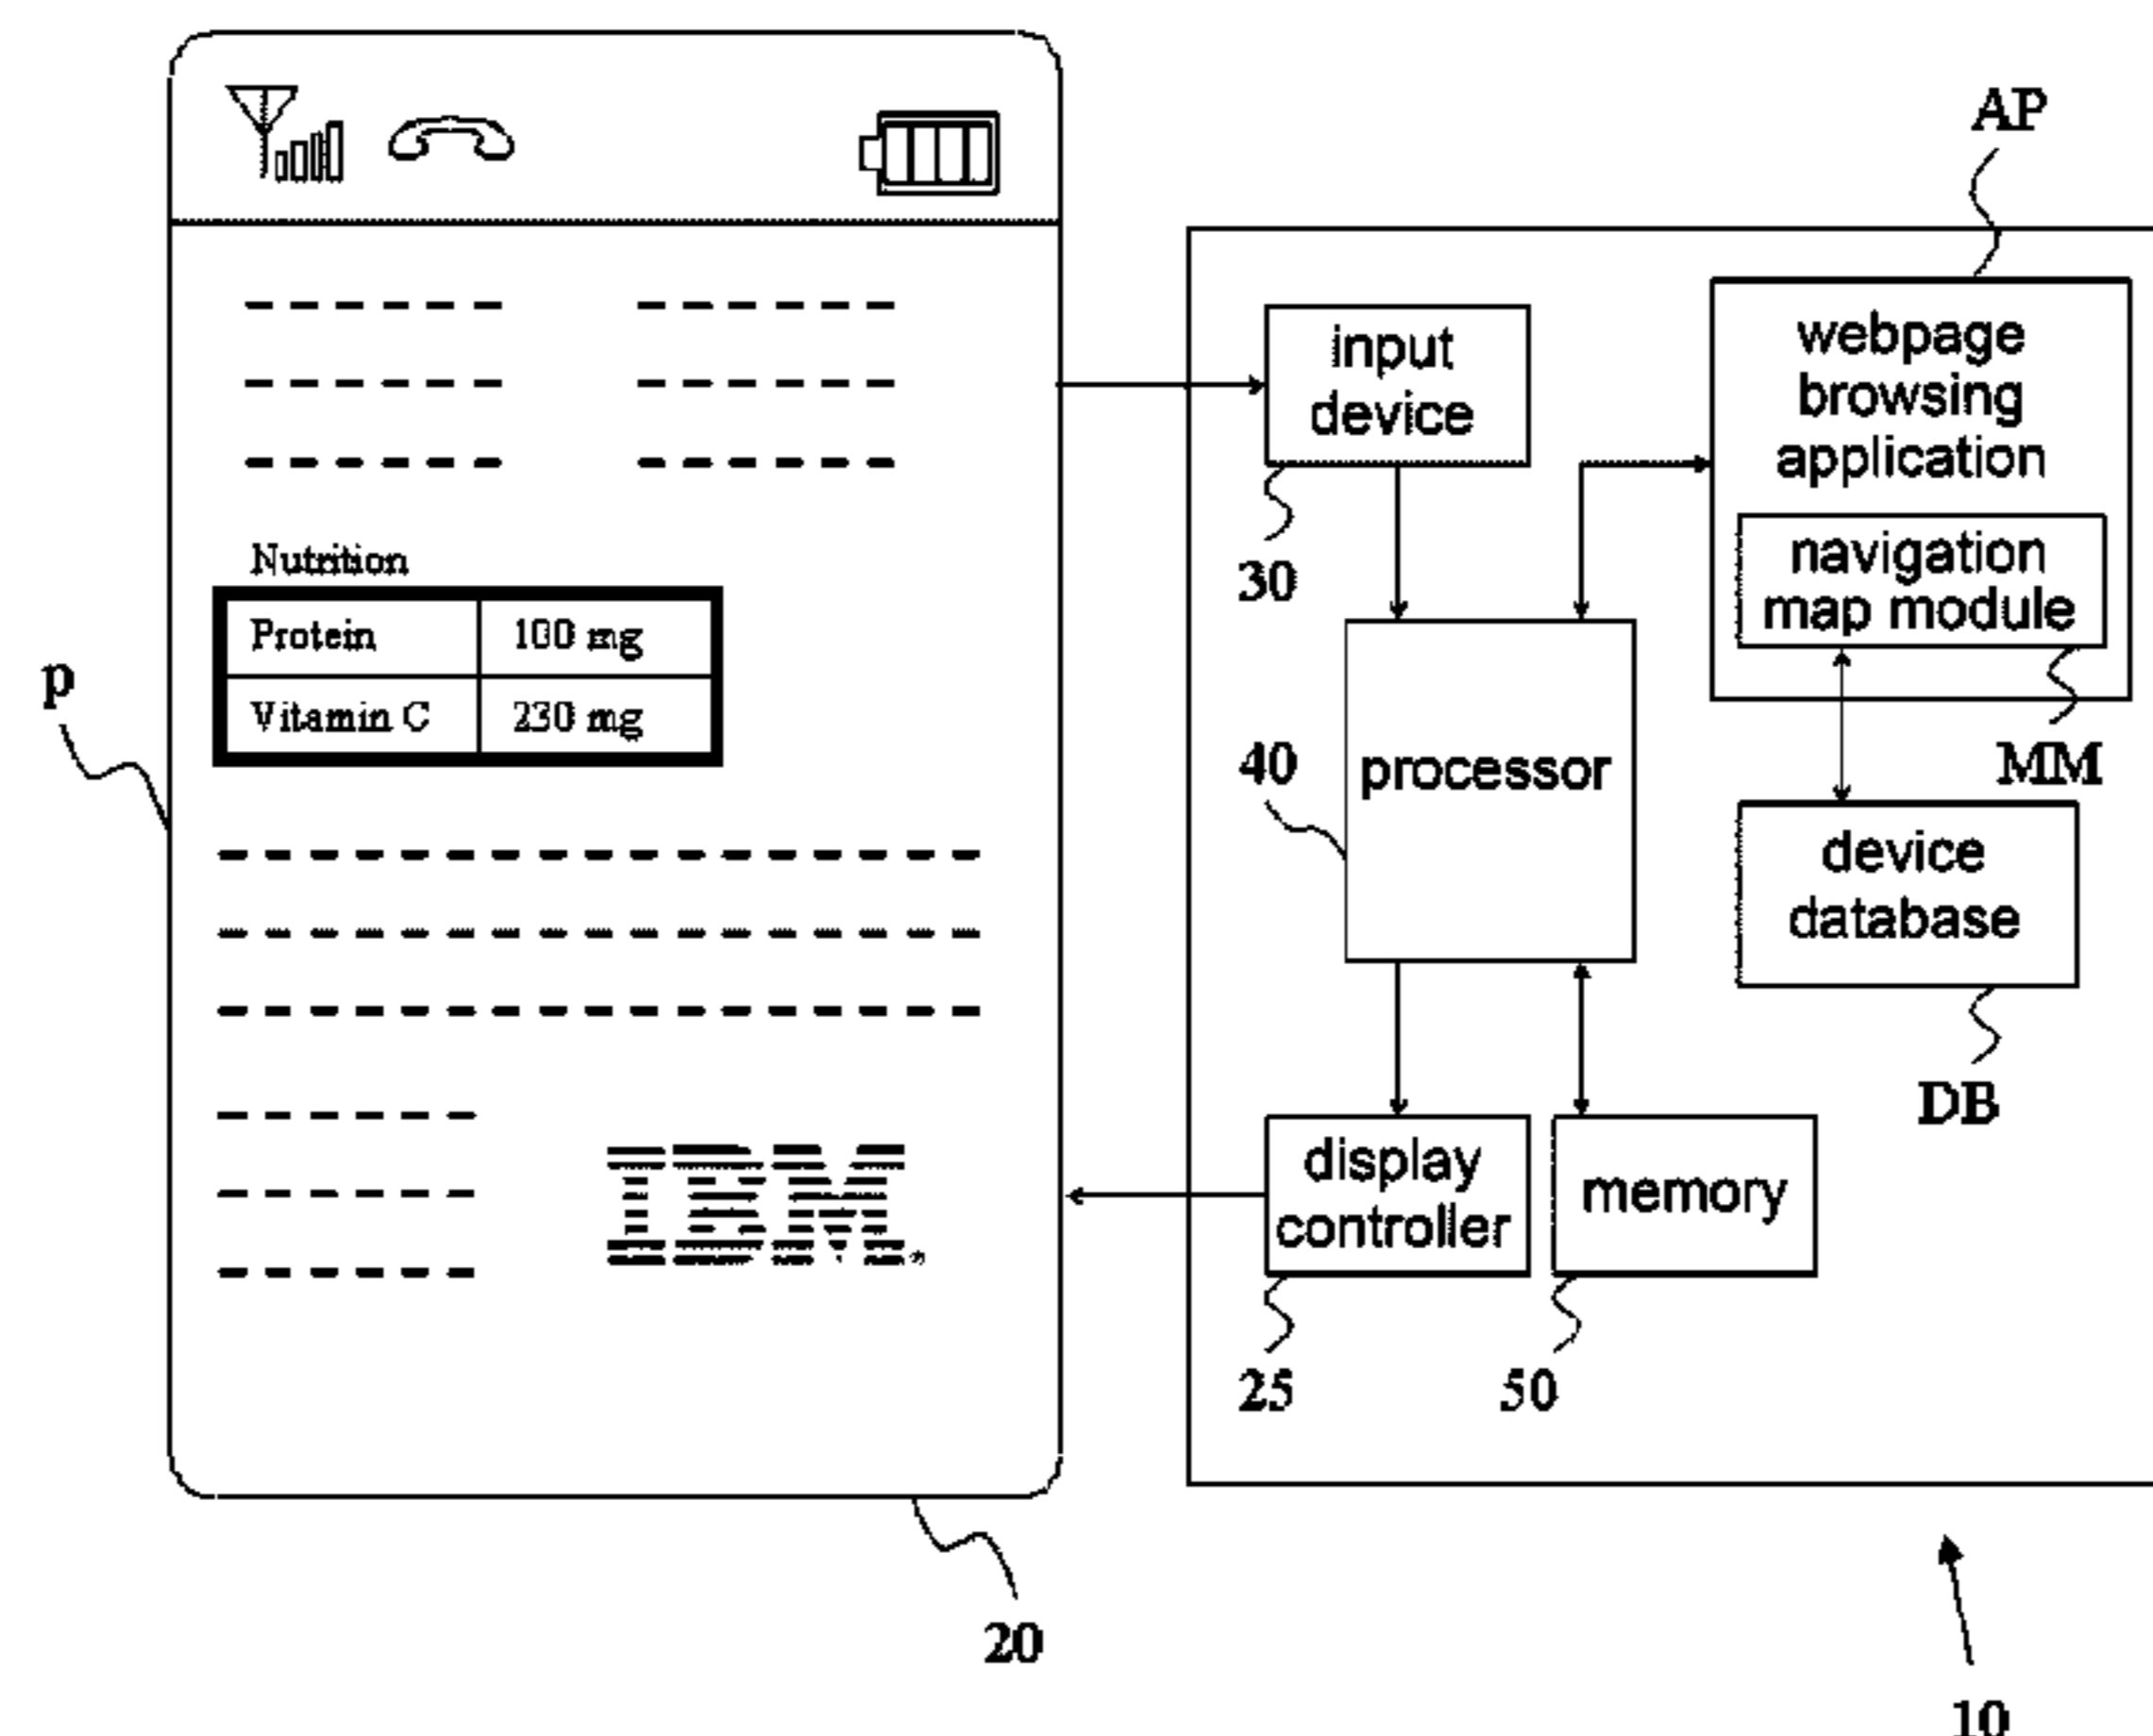 AP
input
device
webpage
browsing
application
navigation
map module
30
Nutrition
Protein 100 mg
Vitamin C 230 mg
p
40
processor
MM
device
database
DB
IBM®
display
controller
memory
25
50
20
10